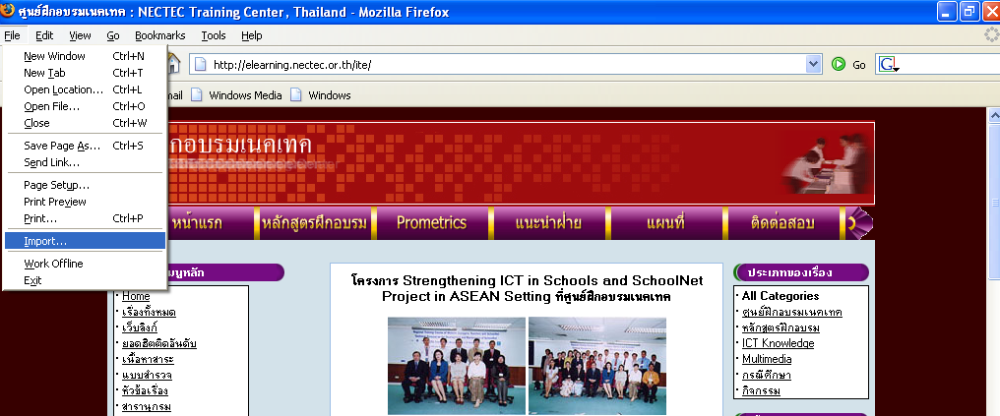 ศูนย์ฝึกอบรมเนคเทค : NECTEC Training Center, Thailand - Mozilla Firefox
File Edit View Go Bookmarks Tools Help
New Window Ctrl+N
New Tab Ctrl+T
Open Location... Ctrl+L
Open File... Ctrl+O
Close Ctrl+W
Save Page As... Ctrl+S
Send Link...
Page Setup...
Print Preview
Print... Ctrl+P
Import...
Work Offline
Exit
http://elearning.nectec.or.th/ite/ Go G
mail Windows Media Windows
กอบรมเนคเทค
หน้าแรก หลักสูตรฝึกอบรม Prometrics แนะนำฝ่าย แผนที่ ติดต่อสอบ
นูหลัก
Home
เรื่องทั้งหมด
เว็บลิงก์
ยอดฮิตติดอันดับ
เนื้อหาสาระ
แบบสำรวจ
หัวข้อเรื่อง
สารานุกรม
โครงการ Strengthening ICT in Schools and SchoolNet
Project in ASEAN Setting ที่ศูนย์ฝึกอบรมเนคเทค
ประเภทของเรื่อง
All Categories
ศูนย์ฝึกอบรมเนคเทค
หลักสูตรฝึกอบรม
ICT Knowledge
Multimedia
กรณีศึกษา
กิจกรรม